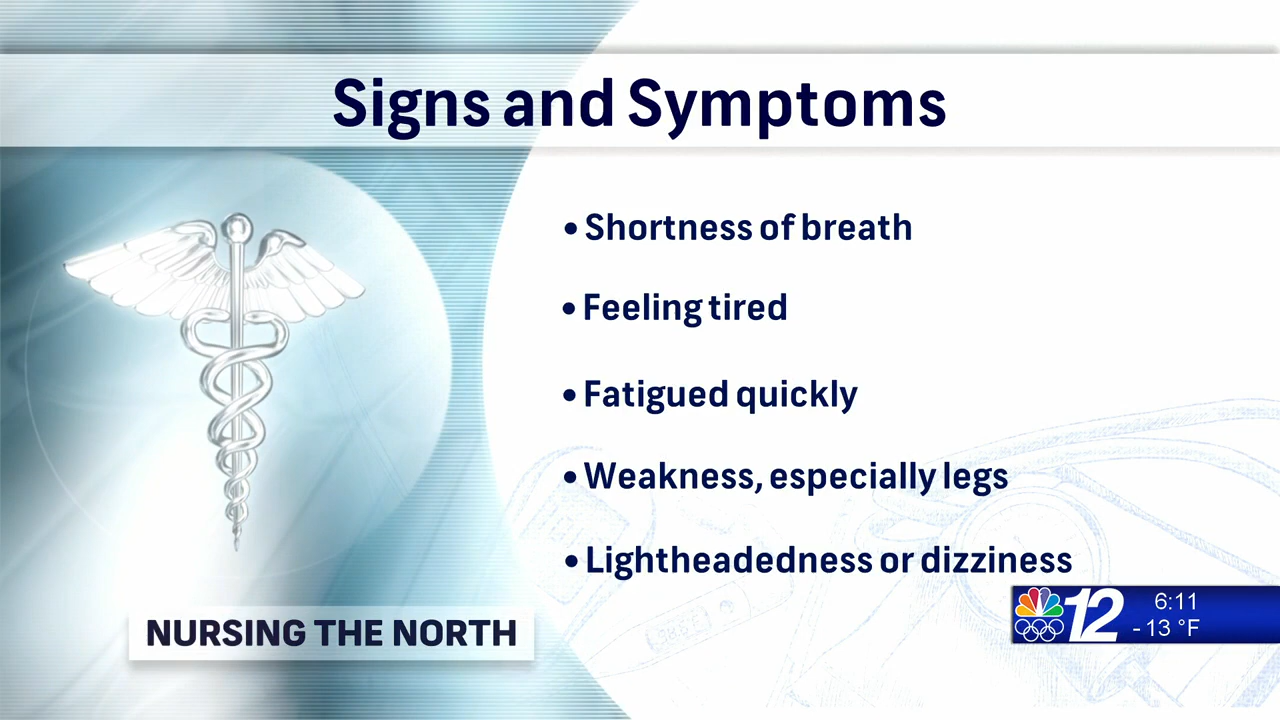 Signs and Symptoms
• Shortness of breath
• Feeling tired
• Fatigued quickly
• Weakness, especially legs
• Lightheadedness or dizziness
NURSING THE NORTH
12
6:11
- 13 °F